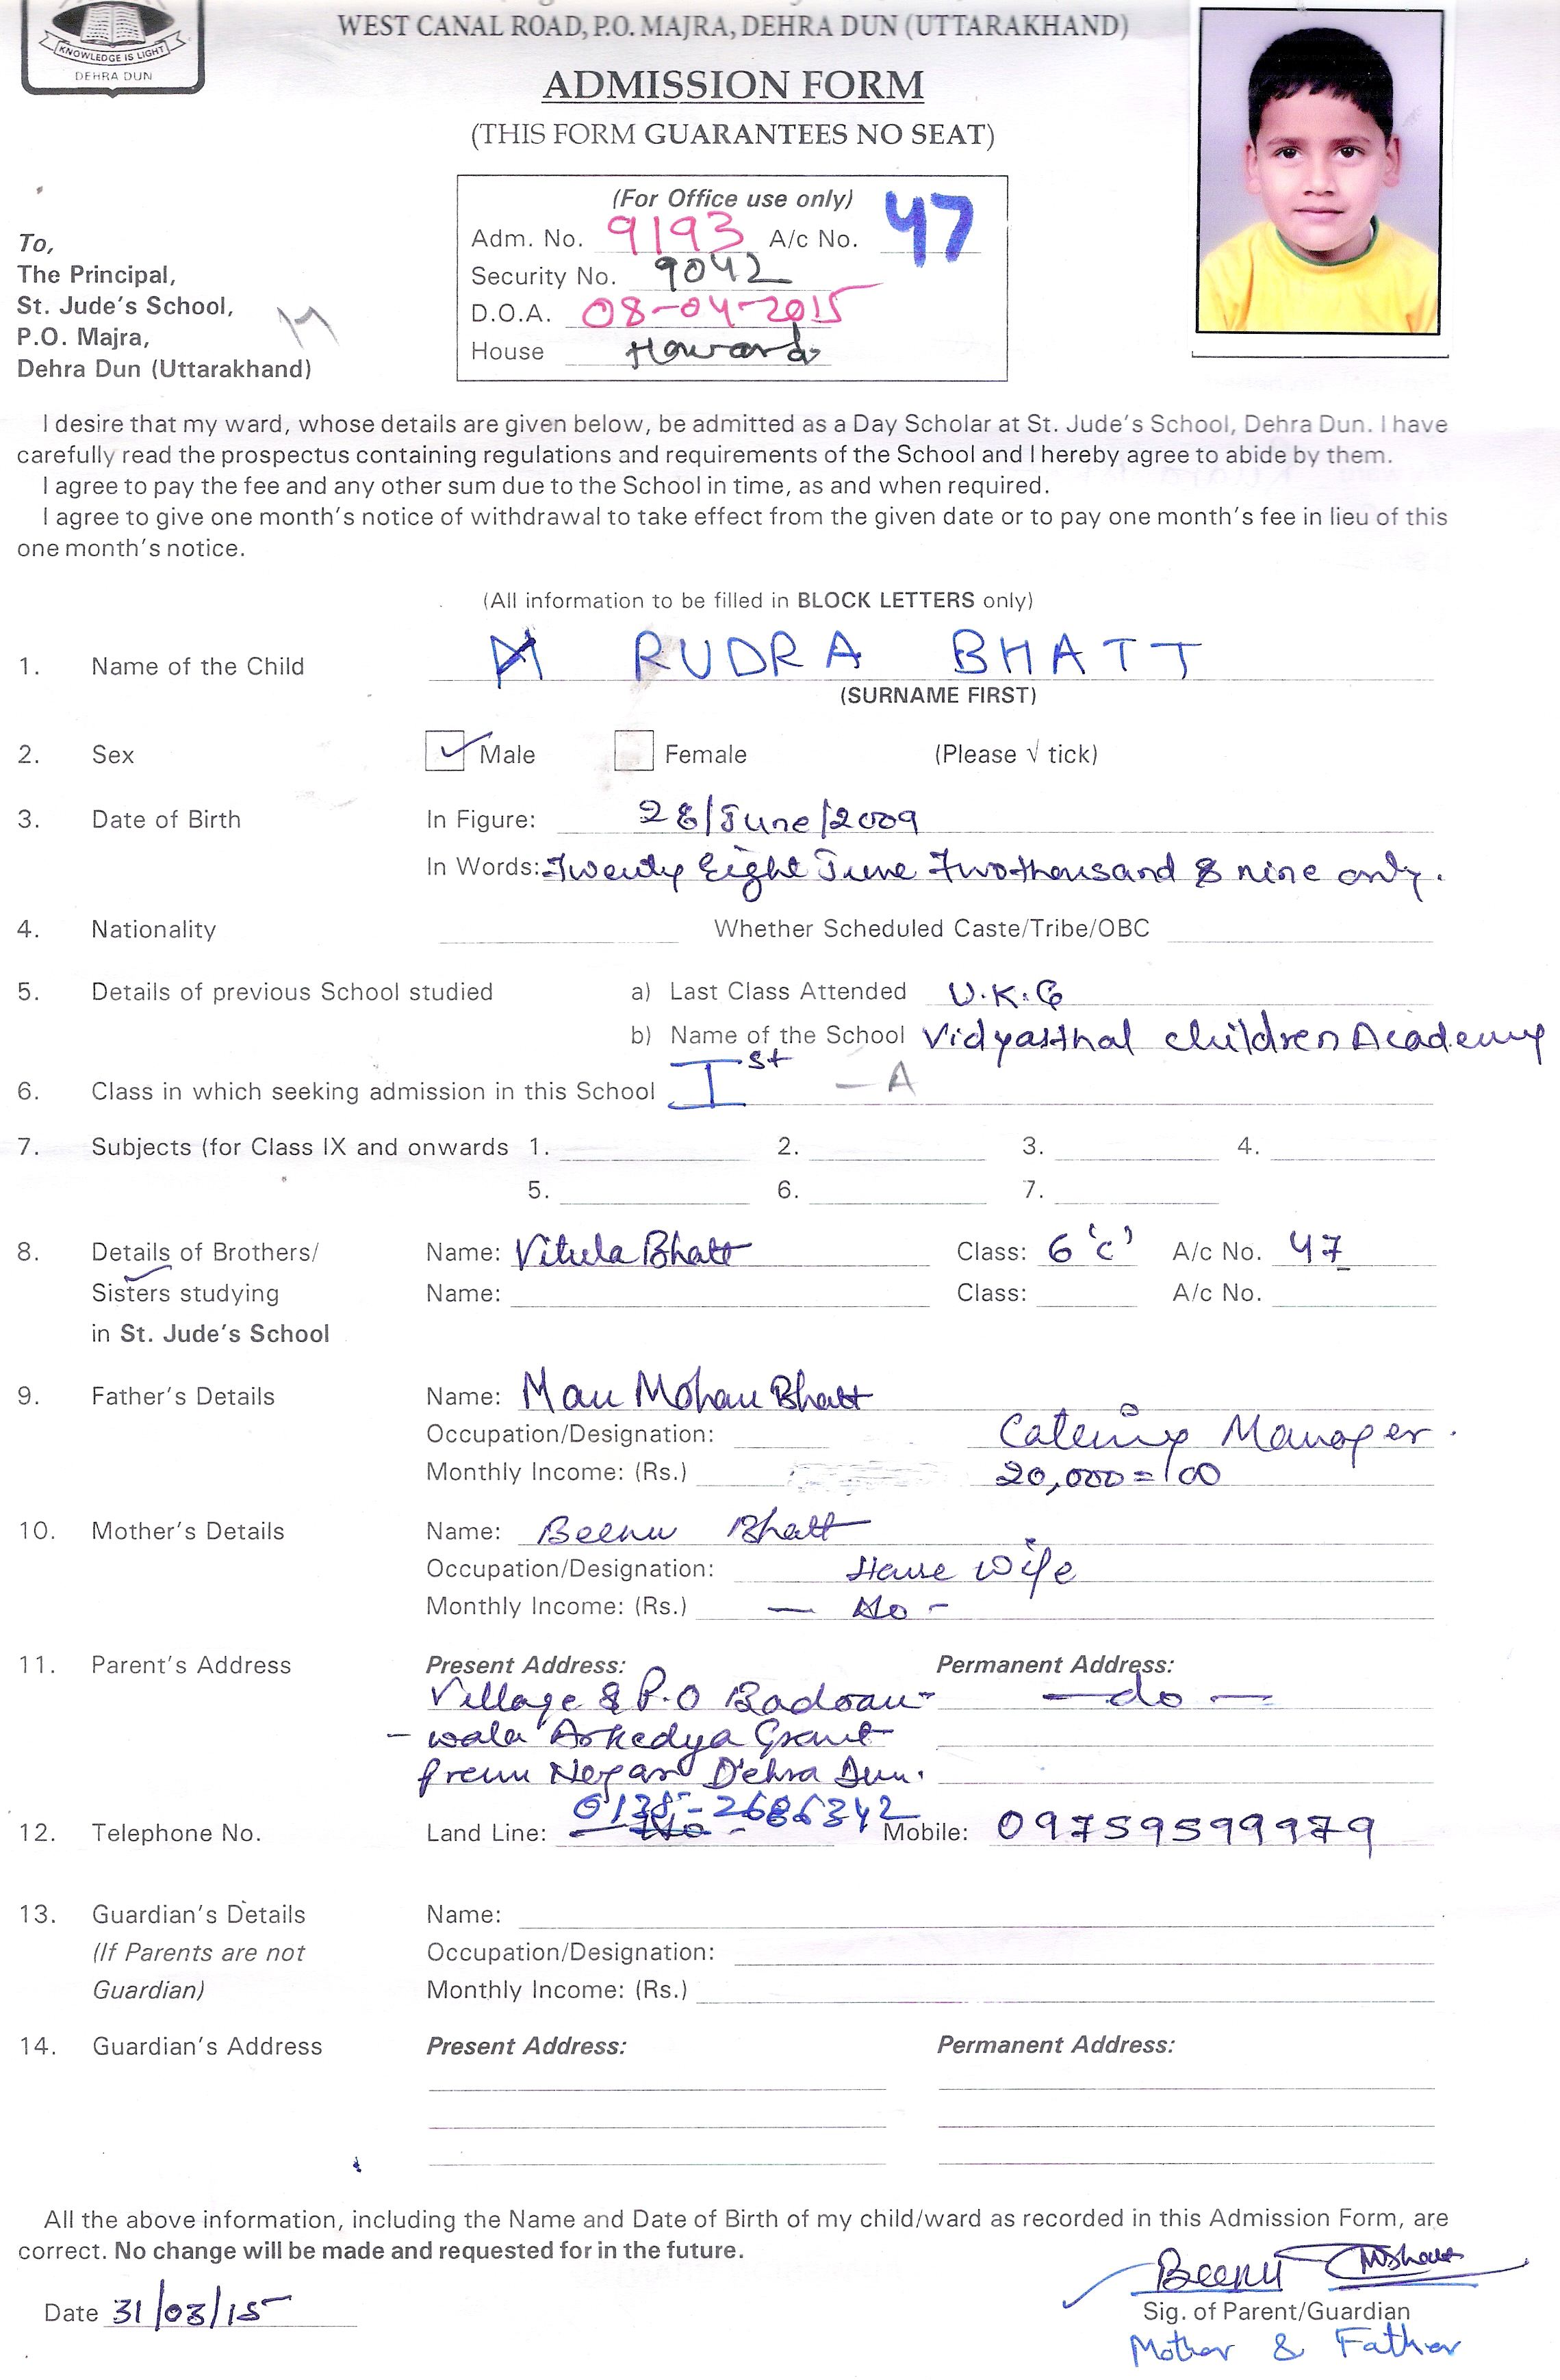 KNOWLEDGE IS LIGHT
DEHRA DUN
WEST CANAL ROAD, P.O. MAJRA, DEHRA DUN (UTTARAKHAND)
ADMISSION FORM
(THIS FORM GUARANTEES NO SEAT)
(For Office use only)
Adm. No. 9193 A/c No. 47
Security No. 9042
D.O.A. 08-04-2015
House Howard
To,
The Principal,
St. Jude's School,
P.O. Majra,
Dehra Dun (Uttarakhand)
I desire that my ward, whose details are given below, be admitted as a Day Scholar at St. Jude's School, Dehra Dun. I have
carefully read the prospectus containing regulations and requirements of the School and I hereby agree to abide by them.
I agree to pay the fee and any other sum due to the School in time, as and when required.
I agree to give one month's notice of withdrawal to take effect from the given date or to pay one month's fee in lieu of this
one month's notice.
(All information to be filled in BLOCK LETTERS only)
1. Name of the Child RUDRA BHATT
(SURNAME FIRST)
2. Sex Male Female (Please √ tick)
3. Date of Birth In Figure: 28/June/2009
In Words: Twenty Eight June Two thousand & nine only.
4. Nationality Whether Scheduled Caste/Tribe/OBC
5. Details of previous School studied a) Last Class Attended U.K.G
b) Name of the School Vidyasthal children Academy
6. Class in which seeking admission in this School Ist - A
7. Subjects (for Class IX and onwards 1. 2. 3. 4.
5. 6. 7.
8. Details of Brothers/ Name: Vitula Bhatt Class: 6 'c' A/c No. 47
Sisters studying Name: Class: A/c No.
in St. Jude's School
9. Father's Details Name: Man Mohan Bhatt
Occupation/Designation: Catering Manager.
Monthly Income: (Rs.) 20,000=/00
10. Mother's Details Name: Beenu Bhatt
Occupation/Designation: House Wife
Monthly Income: (Rs.) — No -
11. Parent's Address Present Address: Permanent Address:
Village & P.O Badowan- — do —
- wala Arkedya Grant
prem Nagar Dehra Dun.
12. Telephone No. Land Line: 0135-2686342 Mobile: 09759599979
13. Guardian's Details Name:
(If Parents are not Occupation/Designation:
Guardian) Monthly Income: (Rs.)
14. Guardian's Address Present Address: Permanent Address:
All the above information, including the Name and Date of Birth of my child/ward as recorded in this Admission Form, are
correct. No change will be made and requested for in the future.
Beenu MBhatt
Date 31/03/15 Sig. of Parent/Guardian
Mother & Father